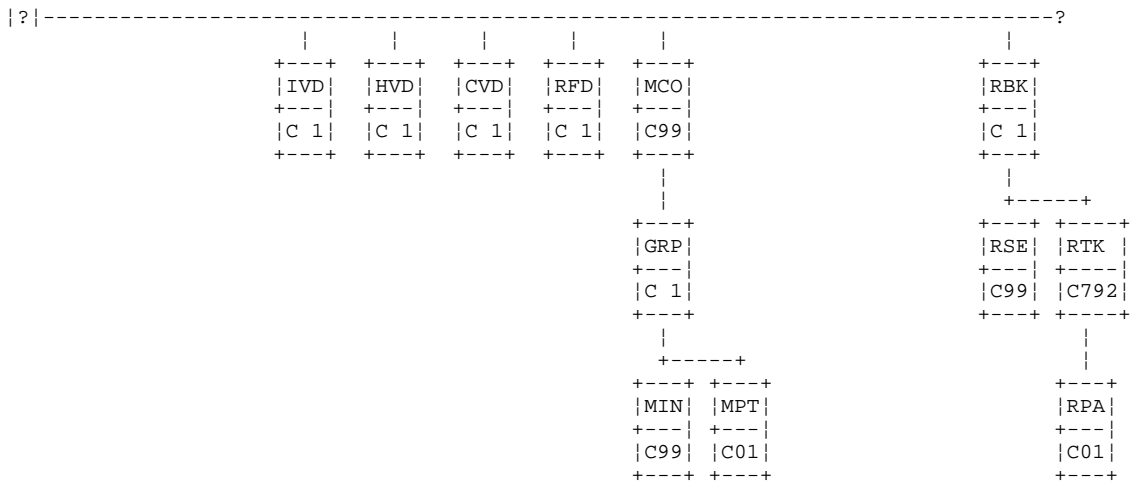 |?|-------------------------------------------------------------------------------?
IVD HVD CVD RFD MCO RBK
C 1 C 1 C 1 C 1 C99 C 1
GRP RSE RTK
C 1 C99 C792
MIN MPT RPA
C99 C01 C01